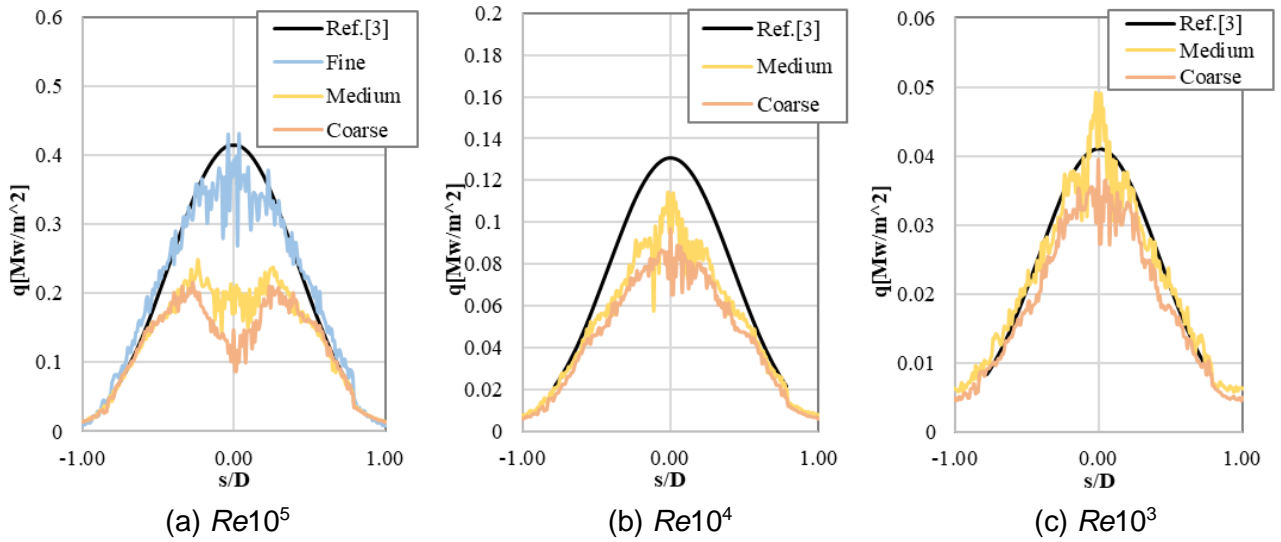 0.6
0.5
0.4
0.3
0.2
0.1
0
q[Mw/m^2]
-1.00
0.00
1.00
s/D
Ref.[3]
Fine
Medium
Coarse
(a) Re10⁵
0.2
0.18
0.16
0.14
0.12
0.1
0.08
0.06
0.04
0.02
0
q[Mw/m^2]
-1.00
0.00
1.00
s/D
Ref.[3]
Medium
Coarse
(b) Re10⁴
0.06
0.05
0.04
0.03
0.02
0.01
0
q[Mw/m^2]
-1.00
0.00
1.00
s/D
Ref.[3]
Medium
Coarse
(c) Re10³